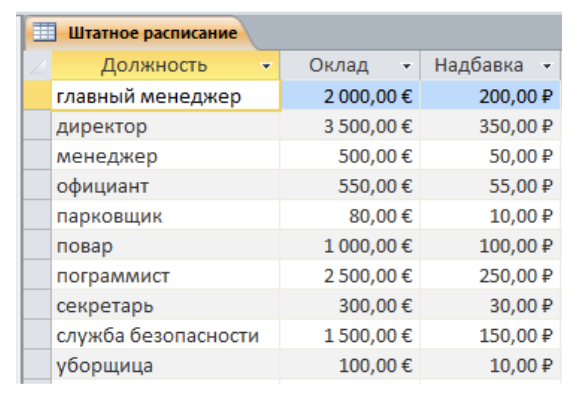 Штатное расписание
Должность Оклад Надбавка
главный менеджер 2 000,00 € 200,00 ₽
директор 3 500,00 € 350,00 ₽
менеджер 500,00 € 50,00 ₽
официант 550,00 € 55,00 ₽
парковщик 80,00 € 10,00 ₽
повар 1 000,00 € 100,00 ₽
пограммист 2 500,00 € 250,00 ₽
секретарь 300,00 € 30,00 ₽
служба безопасности 1 500,00 € 150,00 ₽
уборщица 100,00 € 10,00 ₽